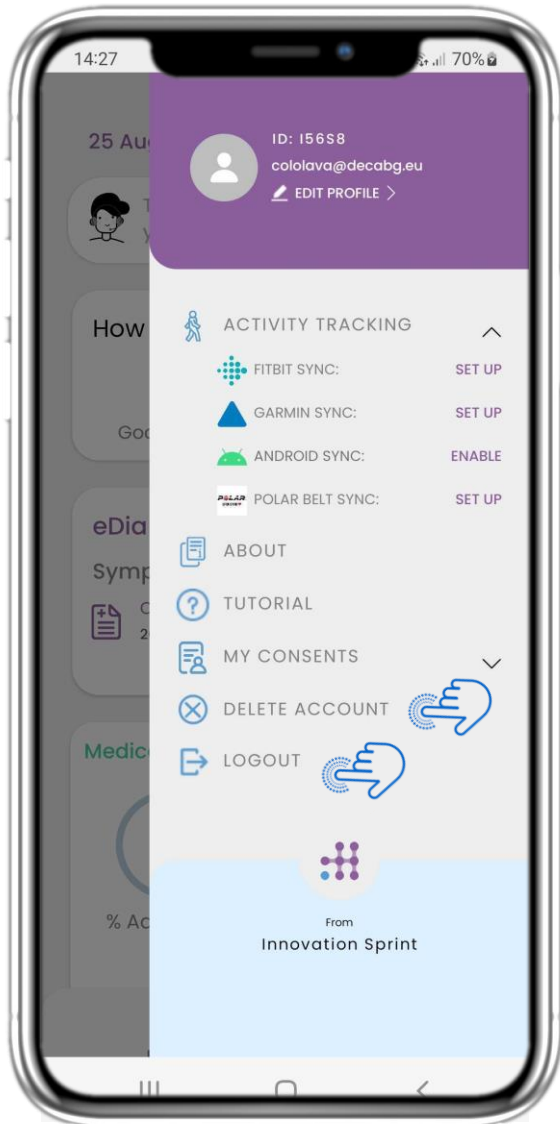 14:27
70%
25 Au
ID: I56S8
cololava@decabg.eu
EDIT PROFILE >
How
ACTIVITY TRACKING
FITBIT SYNC: SET UP
GARMIN SYNC: SET UP
Goo
ANDROID SYNC: ENABLE
POLAR
POLAR BELT SYNC: SET UP
eDia
ABOUT
Symp
TUTORIAL
MY CONSENTS
DELETE ACCOUNT
Medic
LOGOUT
% Ad
From
Innovation Sprint